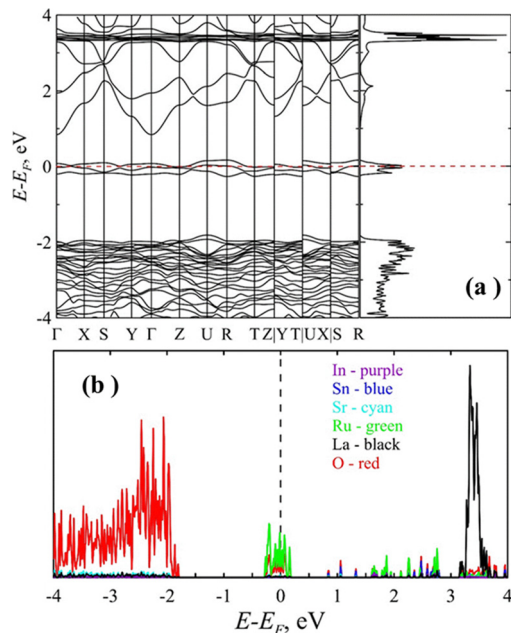 4
2
0
-2
-4
E-E_F, eV
(a)
Γ X S Y Γ Z U R T Z|Y T|U X|S R
(b)
In - purple
Sn - blue
Sr - cyan
Ru - green
La - black
O - red
-4 -3 -2 -1 0 1 2 3 4
E-E_F, eV